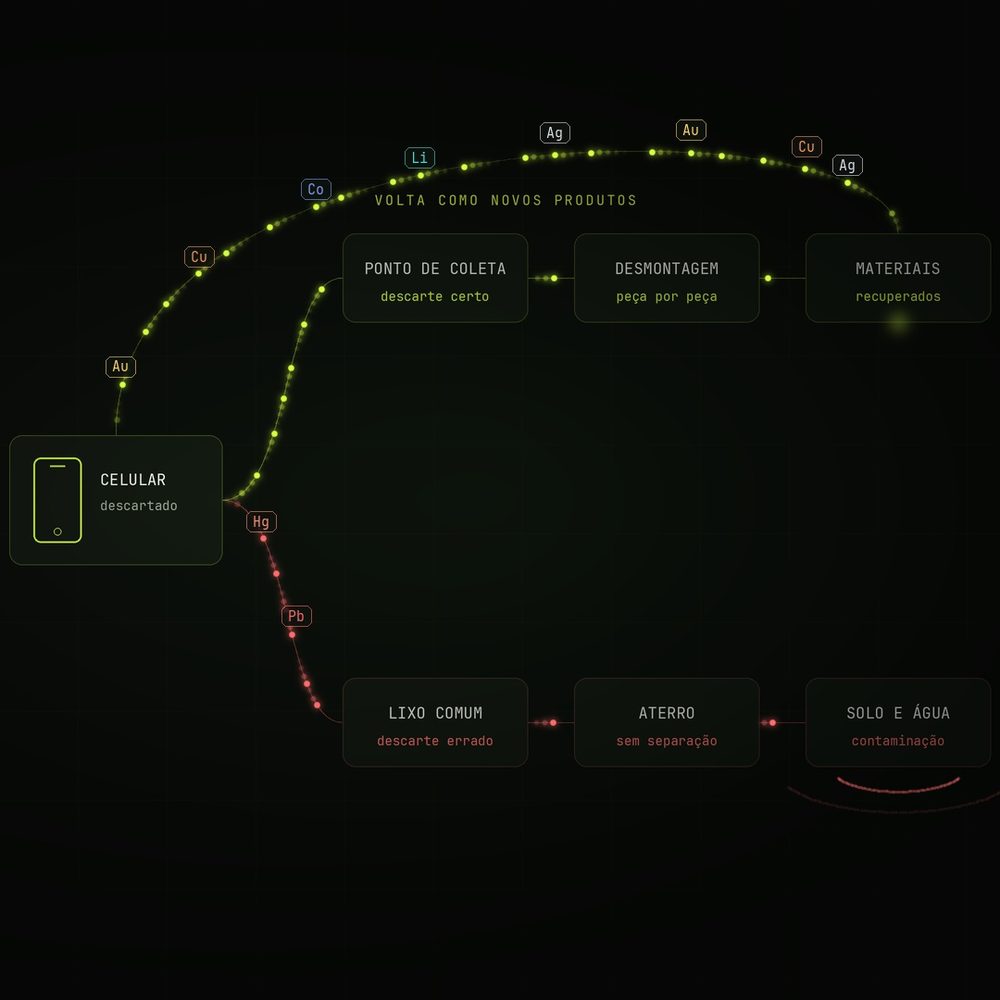 Ag
Au
Cu
Li
Ag
Co
VOLTA COMO NOVOS PRODUTOS
Cu
PONTO DE COLETA
descarte certo
DESMONTAGEM
peça por peça
MATERIAIS
recuperados
Au
CELULAR
descartado
Hg
Pb
LIXO COMUM
descarte errado
ATERRO
sem separação
SOLO E ÁGUA
contaminação